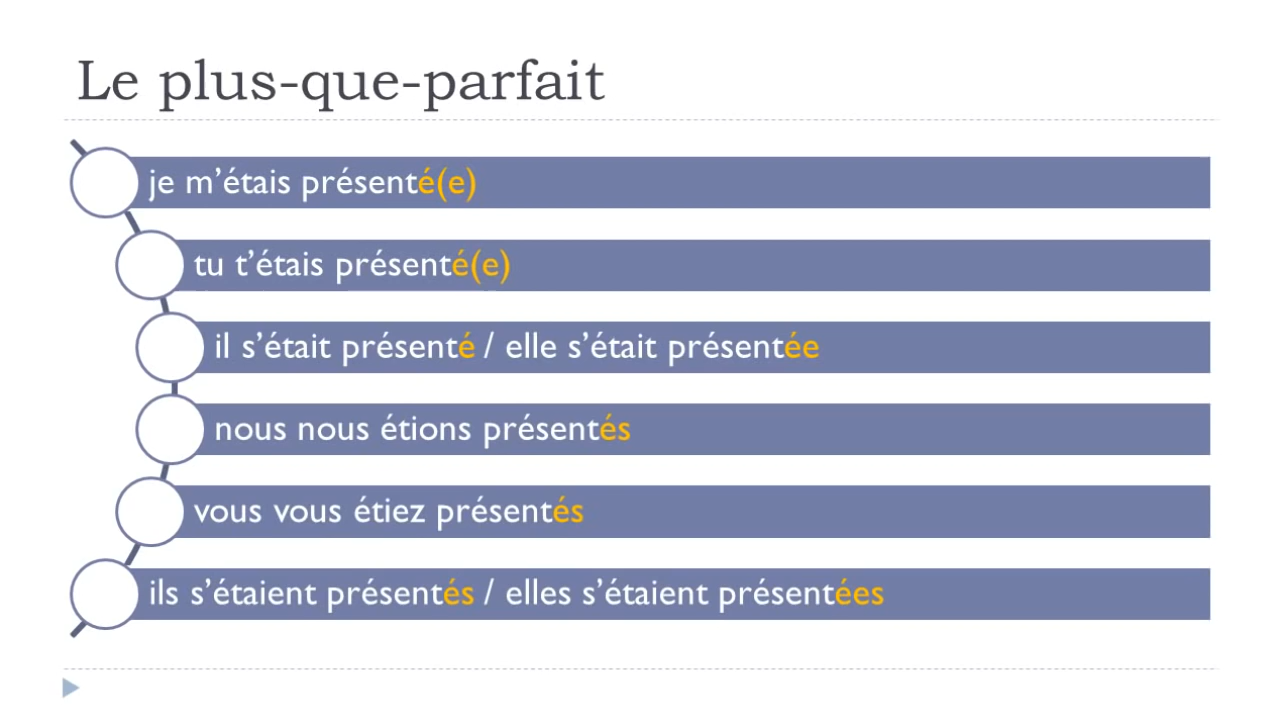 Le plus-que-parfait
je m’étais présenté(e)
tu t’étais présenté(e)
il s’était présenté / elle s’était présentée
nous nous étions présentés
vous vous étiez présentés
ils s’étaient présentés / elles s’étaient présentées